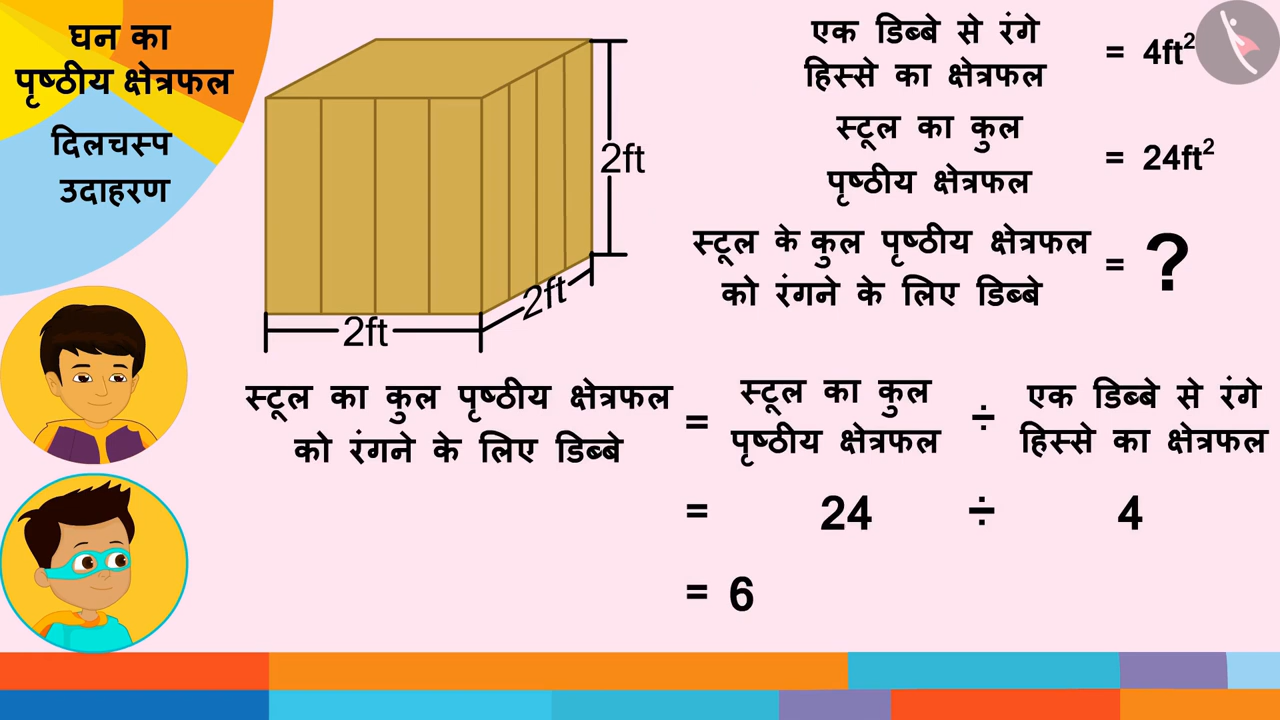 घन का
पृष्ठीय क्षेत्रफल
दिलचस्प
उदाहरण
2ft
2ft
2ft
एक डिब्बे से रंगे
हिस्से का क्षेत्रफल = 4ft²
स्टूल का कुल
पृष्ठीय क्षेत्रफल = 24ft²
स्टूल के कुल पृष्ठीय क्षेत्रफल
को रंगने के लिए डिब्बे = ?
स्टूल का कुल पृष्ठीय क्षेत्रफल
को रंगने के लिए डिब्बे
=
स्टूल का कुल
पृष्ठीय क्षेत्रफल
÷
एक डिब्बे से रंगे
हिस्से का क्षेत्रफल
= 24 ÷ 4
= 6